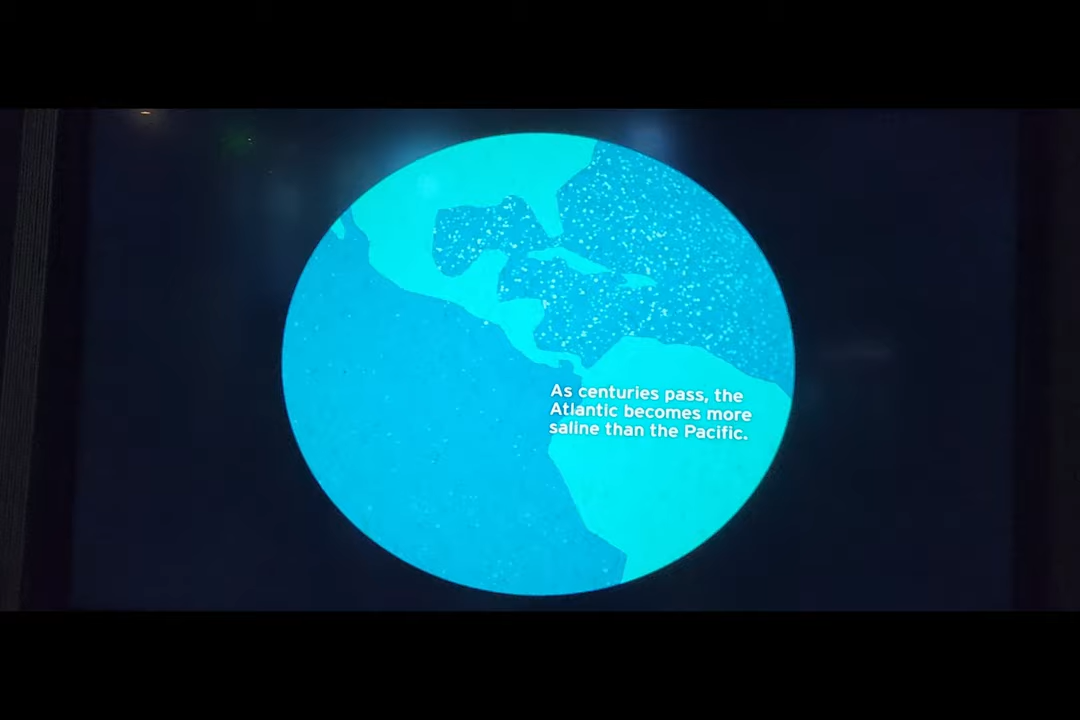 As centuries pass, the
Atlantic becomes more
saline than the Pacific.